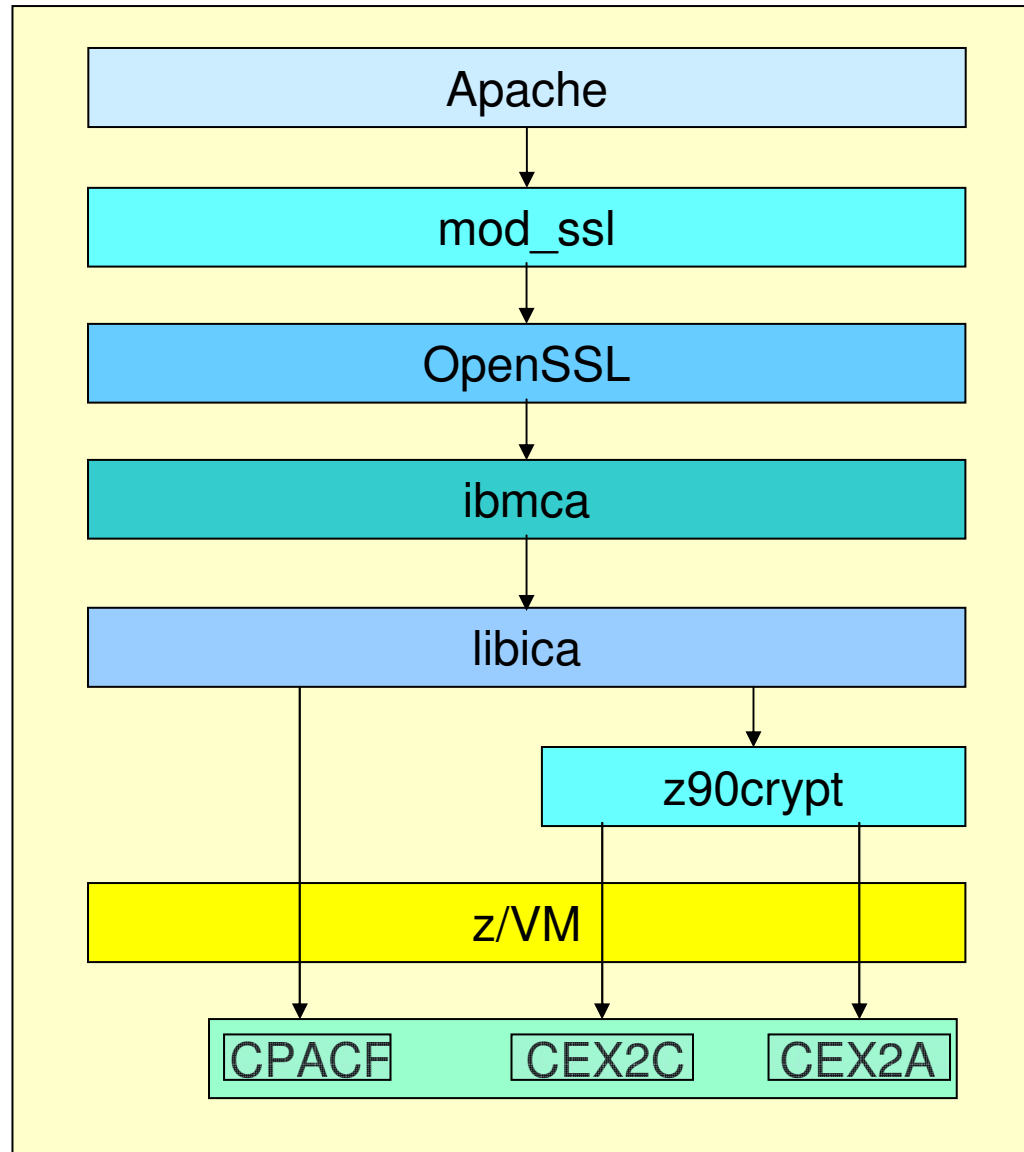 Apache
mod_ssl
OpenSSL
ibmca
libica
z90crypt
z/VM
CPACF CEX2C CEX2A